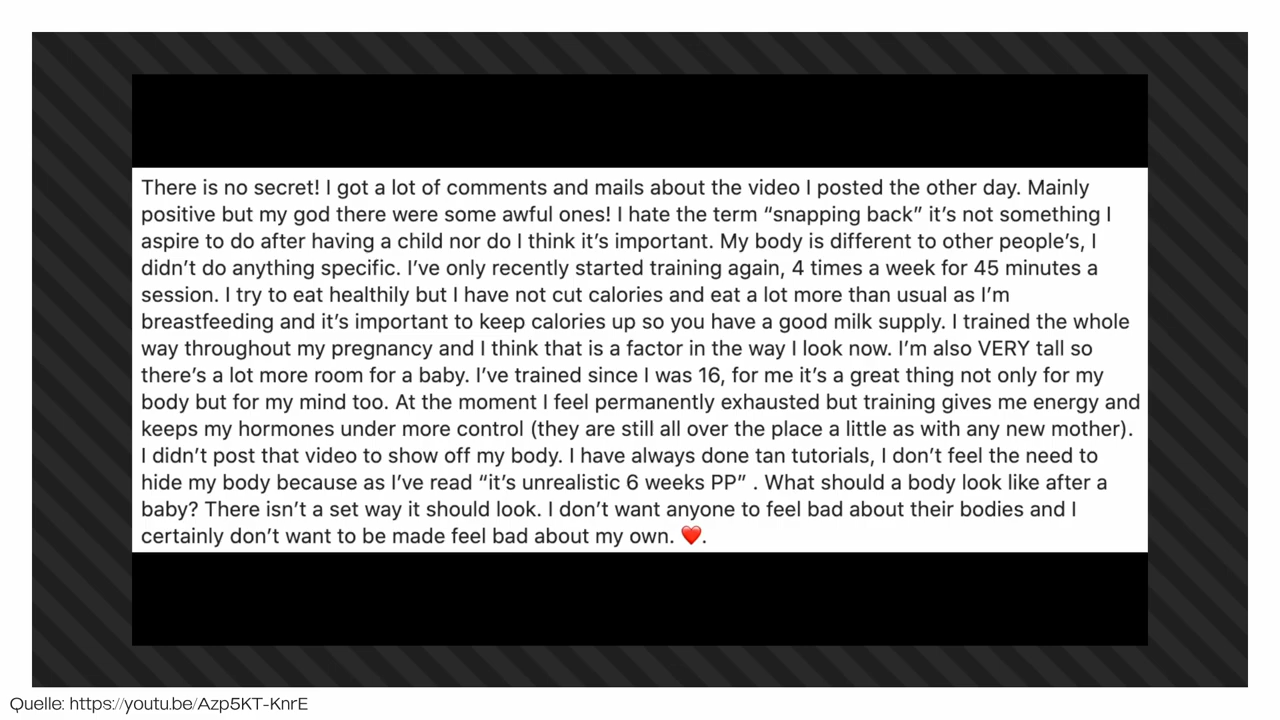 There is no secret! I got a lot of comments and mails about the video I posted the other day. Mainly
positive but my god there were some awful ones! I hate the term “snapping back” it’s not something I
aspire to do after having a child nor do I think it’s important. My body is different to other people’s, I
didn’t do anything specific. I’ve only recently started training again, 4 times a week for 45 minutes a
session. I try to eat healthily but I have not cut calories and eat a lot more than usual as I’m
breastfeeding and it’s important to keep calories up so you have a good milk supply. I trained the whole
way throughout my pregnancy and I think that is a factor in the way I look now. I’m also VERY tall so
there’s a lot more room for a baby. I’ve trained since I was 16, for me it’s a great thing not only for my
body but for my mind too. At the moment I feel permanently exhausted but training gives me energy and
keeps my hormones under more control (they are still all over the place a little as with any new mother).
I didn’t post that video to show off my body. I have always done tan tutorials, I don’t feel the need to
hide my body because as I’ve read “it’s unrealistic 6 weeks PP” . What should a body look like after a
baby? There isn’t a set way it should look. I don’t want anyone to feel bad about their bodies and I
certainly don’t want to be made feel bad about my own. ❤️.
Quelle: https://youtu.be/Azp5KT-KnrE